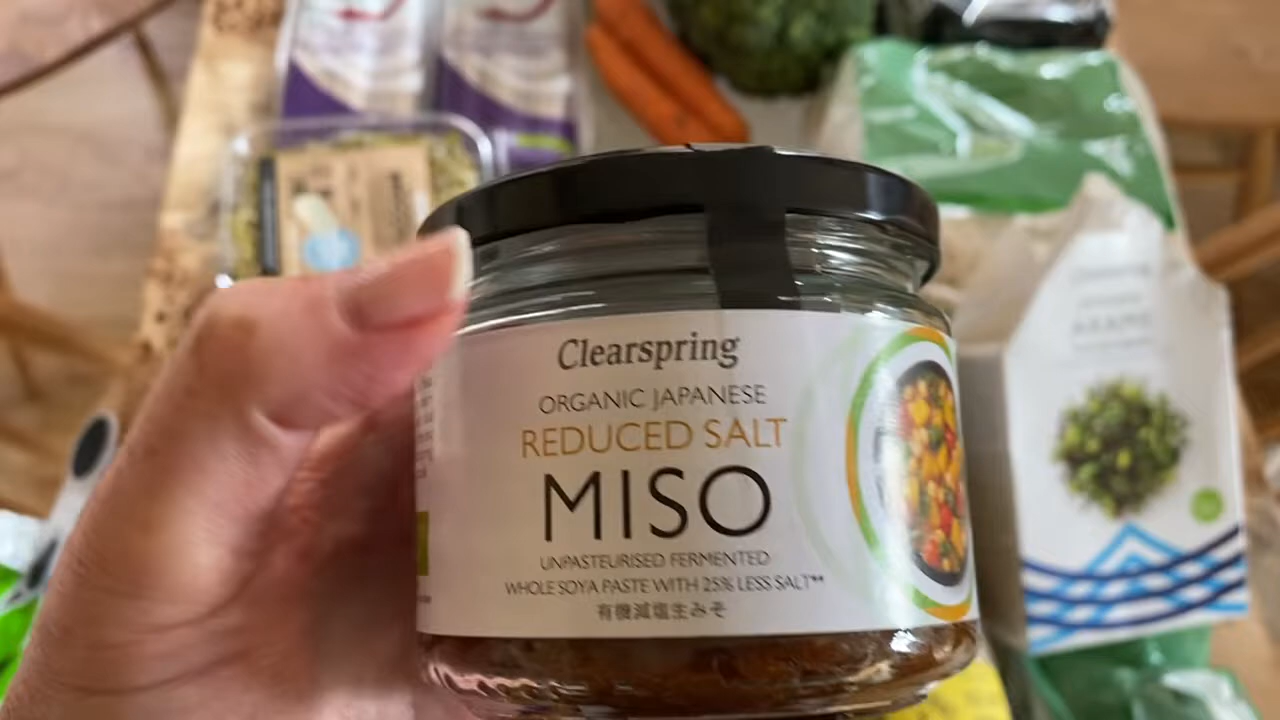 Clearspring
ORGANIC JAPANESE
REDUCED SALT
MISO
UNPASTEURISED FERMENTED
WHOLE SOYA PASTE WITH 25% LESS SALT**
有機減塩生みそ